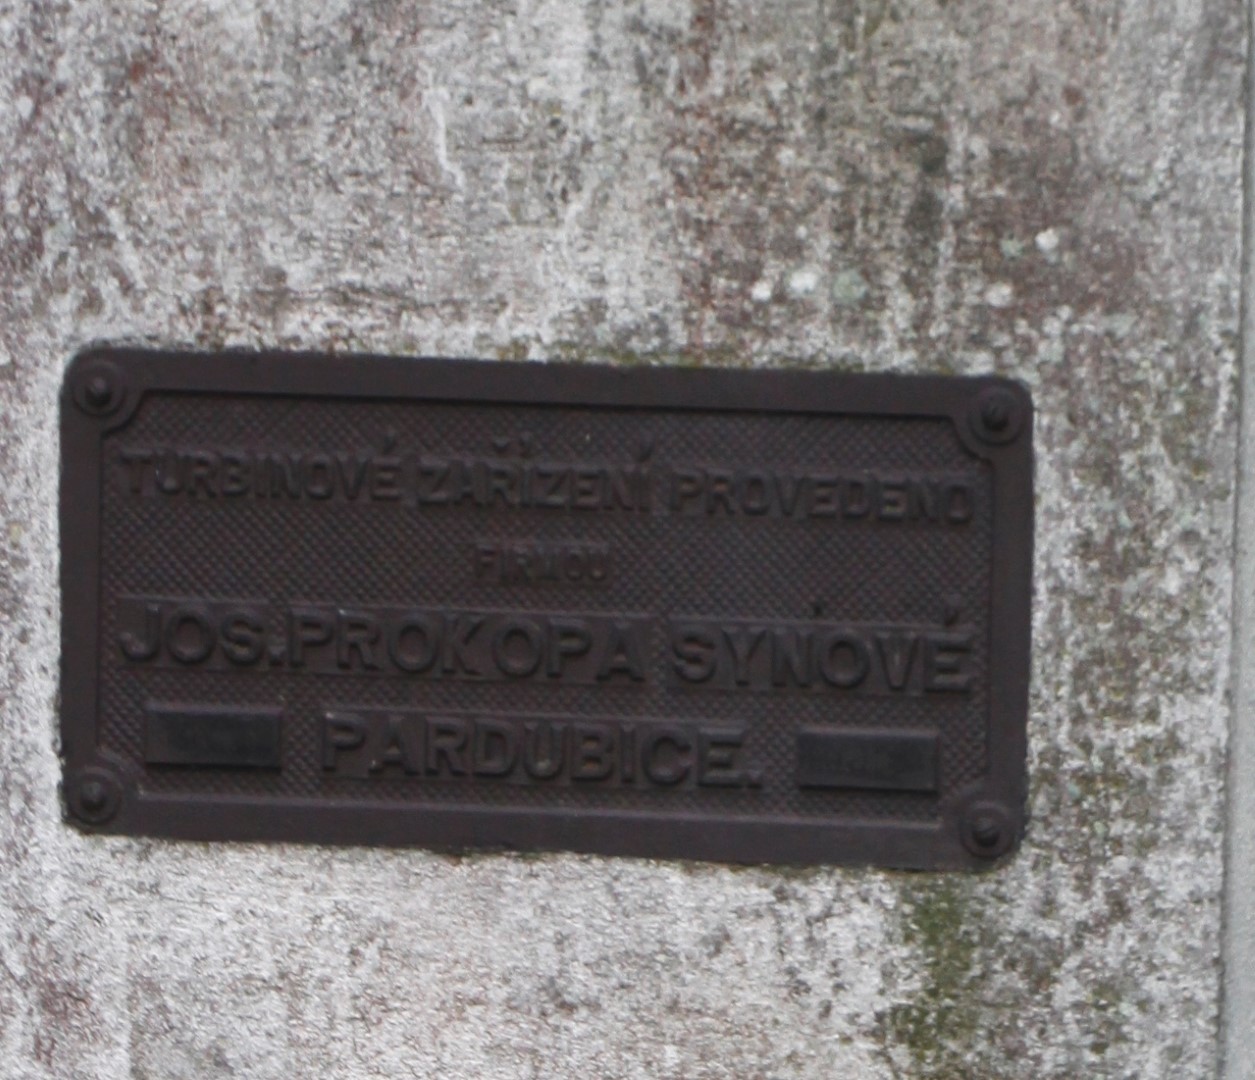 TURBINOVÉ ZAŘÍZENÍ PROVEDENO
FIRMOU
JOS. PROKOPA SYNOVÉ
PARDUBICE.